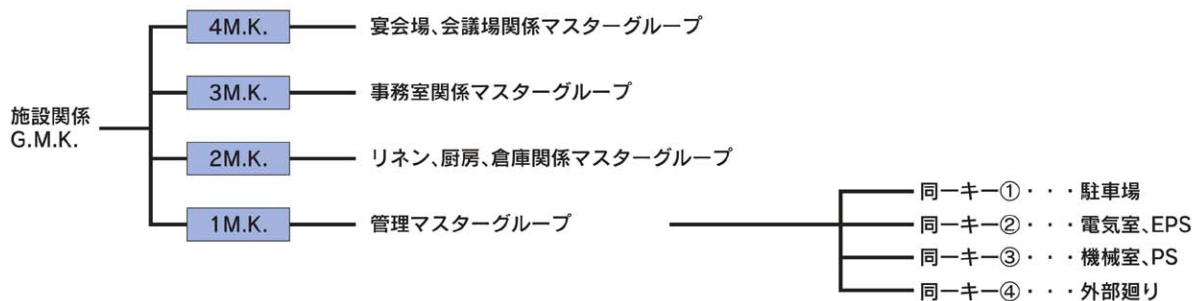 4M.K. 宴会場、会議場関係マスターグループ
3M.K. 事務室関係マスターグループ
施設関係
G.M.K.
2M.K. リネン、厨房、倉庫関係マスターグループ
1M.K. 管理マスターグループ
同一キー①・・・駐車場
同一キー②・・・電気室、EPS
同一キー③・・・機械室、PS
同一キー④・・・外部廻り